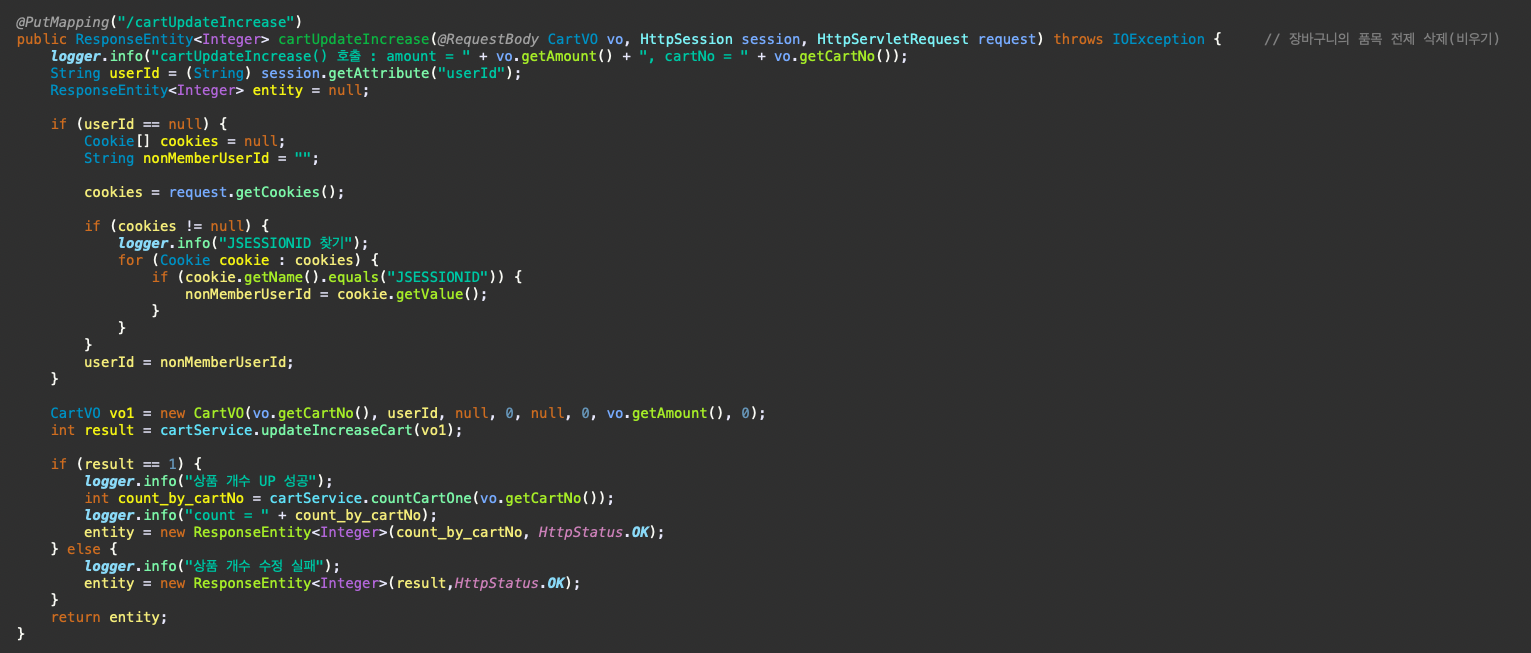 @PutMapping("/cartUpdateIncrease")
public ResponseEntity<Integer> cartUpdateIncrease(@RequestBody CartVO vo, HttpSession session, HttpServletRequest request) throws IOException {     // 장바구니의 품목 전제 삭제(비우기)
    logger.info("cartUpdateIncrease() 호출 : amount = " + vo.getAmount() + ", cartNo = " + vo.getCartNo());
    String userId = (String) session.getAttribute("userId");
    ResponseEntity<Integer> entity = null;

    if (userId == null) {
        Cookie[] cookies = null;
        String nonMemberUserId = "";

        cookies = request.getCookies();

        if (cookies != null) {
            logger.info("JSESSIONID 찾기");
            for (Cookie cookie : cookies) {
                if (cookie.getName().equals("JSESSIONID")) {
                    nonMemberUserId = cookie.getValue();
                }
            }
        }
        userId = nonMemberUserId;
    }

    CartVO vo1 = new CartVO(vo.getCartNo(), userId, null, 0, null, 0, vo.getAmount(), 0);
    int result = cartService.updateIncreaseCart(vo1);

    if (result == 1) {
        logger.info("상품 개수 UP 성공");
        int count_by_cartNo = cartService.countCartOne(vo.getCartNo());
        logger.info("count = " + count_by_cartNo);
        entity = new ResponseEntity<Integer>(count_by_cartNo, HttpStatus.OK);
    } else {
        logger.info("상품 개수 수정 실패");
        entity = new ResponseEntity<Integer>(result,HttpStatus.OK);
    }
    return entity;
}